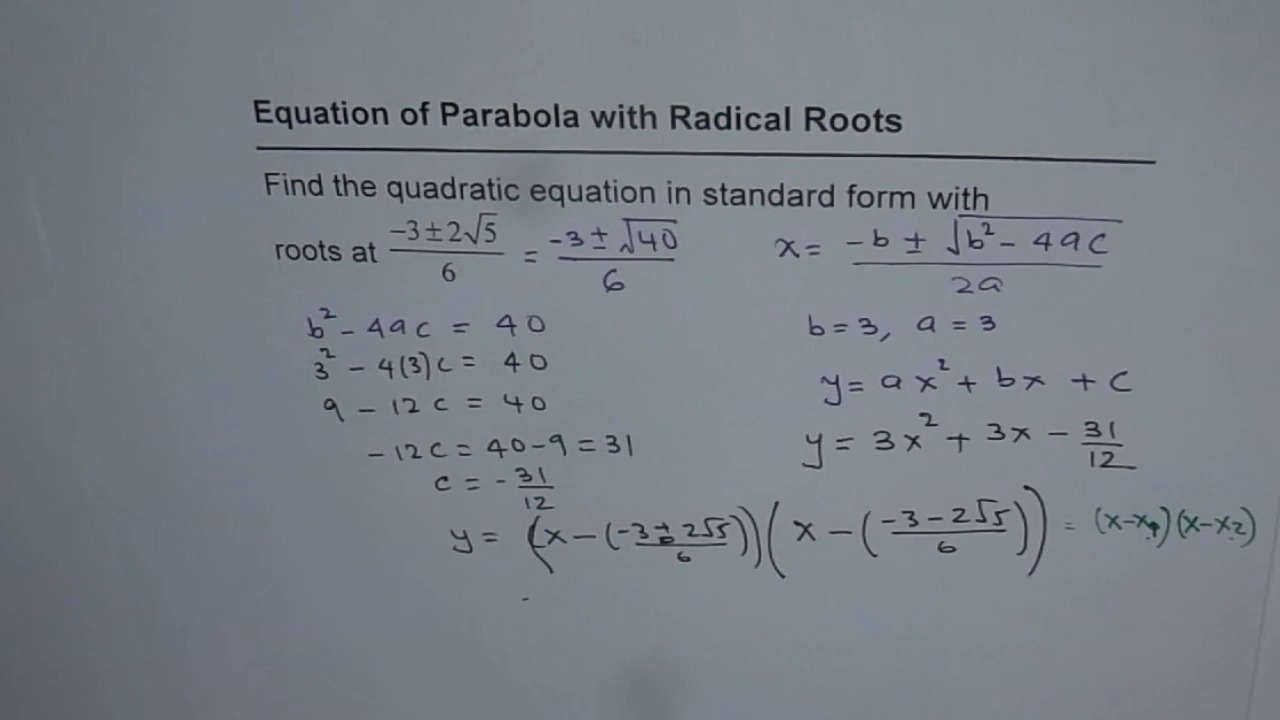 Equation of Parabola with Radical Roots
Find the quadratic equation in standard form with
roots at (-3±2√5)/6 = (-3±√40)/6
x = (-b ± √(b²-4ac))/(2a)
b² - 4ac = 40
b = 3, a = 3
3² - 4(3)c = 40
y = ax² + bx + c
9 - 12c = 40
-12c = 40-9 = 31
y = 3x² + 3x - 31/12
c = -31/12
y = (x-((-3±2√5)/6))(x-((-3-2√5)/6)) = (x-x₁)(x-x₂)